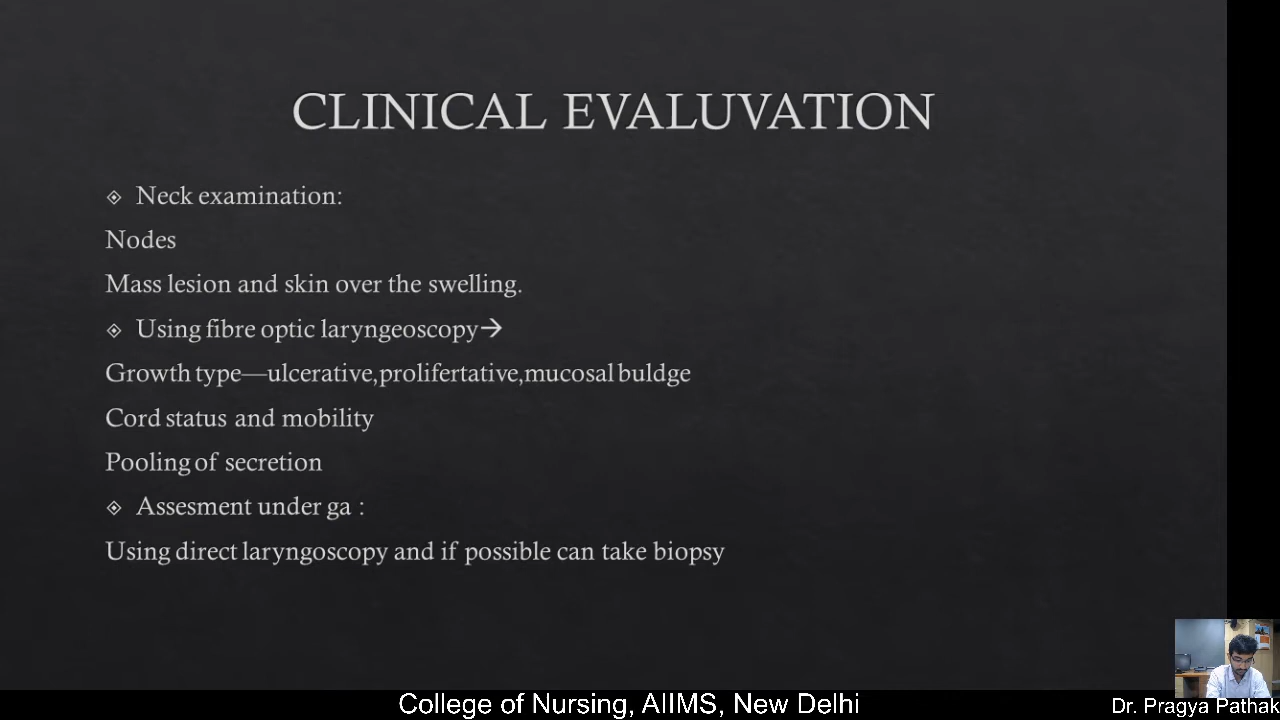 CLINICAL EVALUVATION
Neck examination:
Nodes
Mass lesion and skin over the swelling.
Using fibre optic laryngeoscopy→
Growth type—ulcerative,prolifertative,mucosal buldge
Cord status and mobility
Pooling of secretion
Assesment under ga :
Using direct laryngoscopy and if possible can take biopsy
College of Nursing, AIIMS, New Delhi
Dr. Pragya Pathak